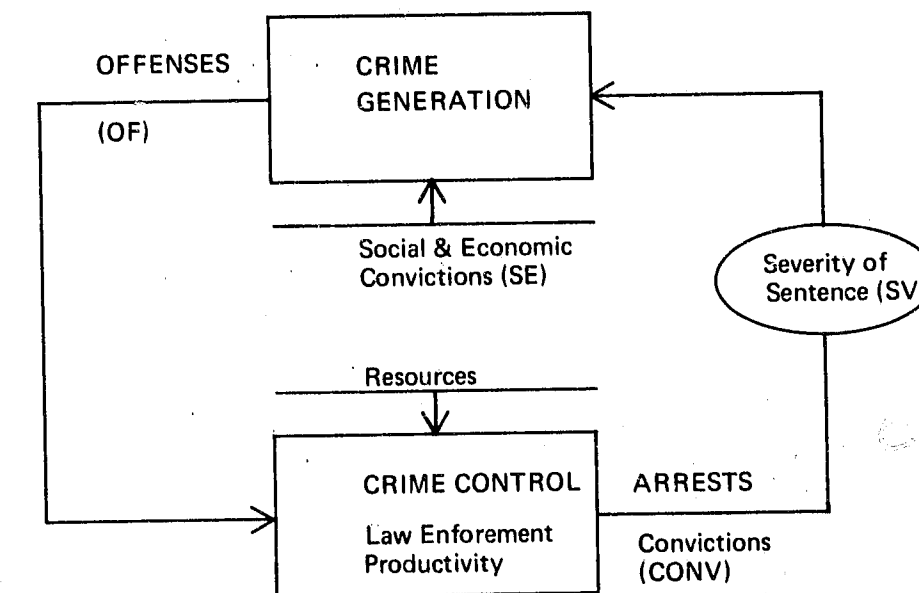 OFFENSES
(OF)
CRIME
GENERATION
Social & Economic
Convictions (SE)
Severity of
Sentence (SV
Resources
CRIME CONTROL
Law Enforement
Productivity
ARRESTS
Convictions
(CONV)